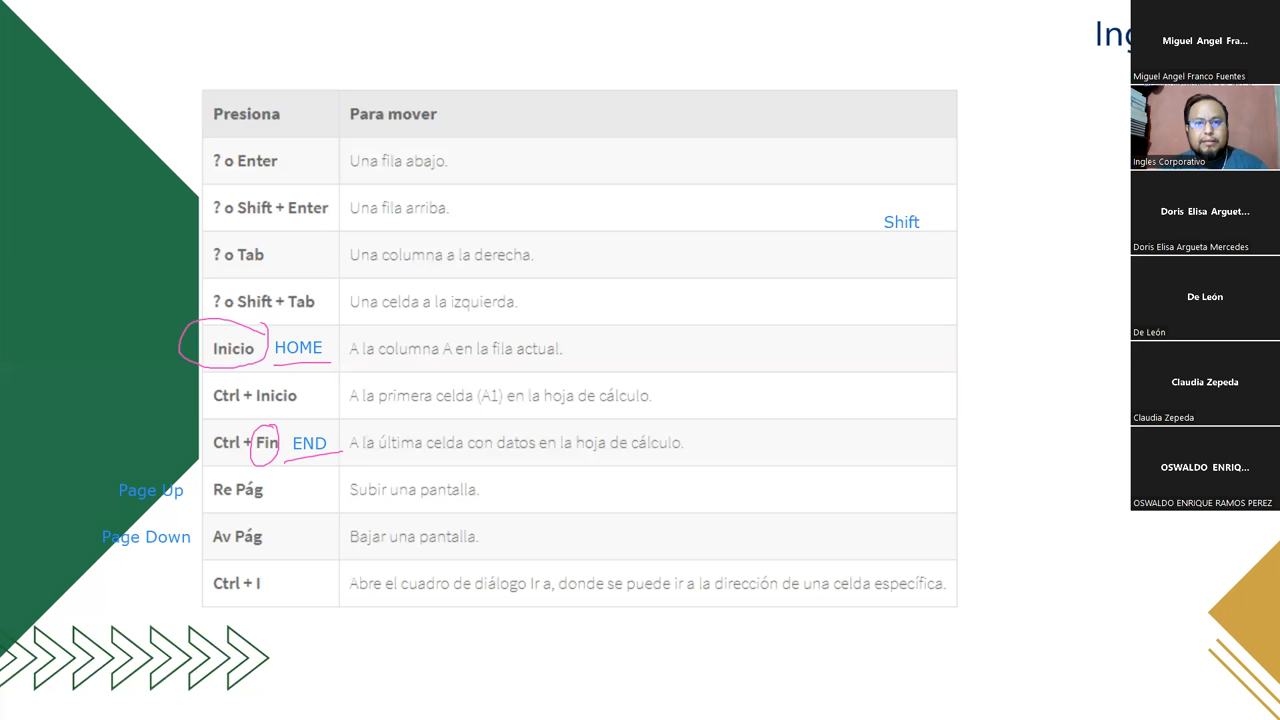 Presiona Para mover
? o Enter Una fila abajo.
? o Shift + Enter Una fila arriba.
Shift
? o Tab Una columna a la derecha.
? o Shift + Tab Una celda a la izquierda.
Inicio HOME A la columna A en la fila actual.
Ctrl + Inicio A la primera celda (A1) en la hoja de cálculo.
Ctrl + Fin END A la última celda con datos en la hoja de cálculo.
Page Up Re Pág Subir una pantalla.
Page Down Av Pág Bajar una pantalla.
Ctrl + I Abre el cuadro de diálogo Ir a, donde se puede ir a la dirección de una celda específica.
Miguel Angel Fra...
Miguel Angel Franco Fuentes
Ingles Corporativo
Doris Elisa Arguet...
Doris Elisa Argueta Mercedes
De León
De León
Claudia Zepeda
Claudia Zepeda
OSWALDO ENRIQ...
OSWALDO ENRIQUE RAMOS PEREZ